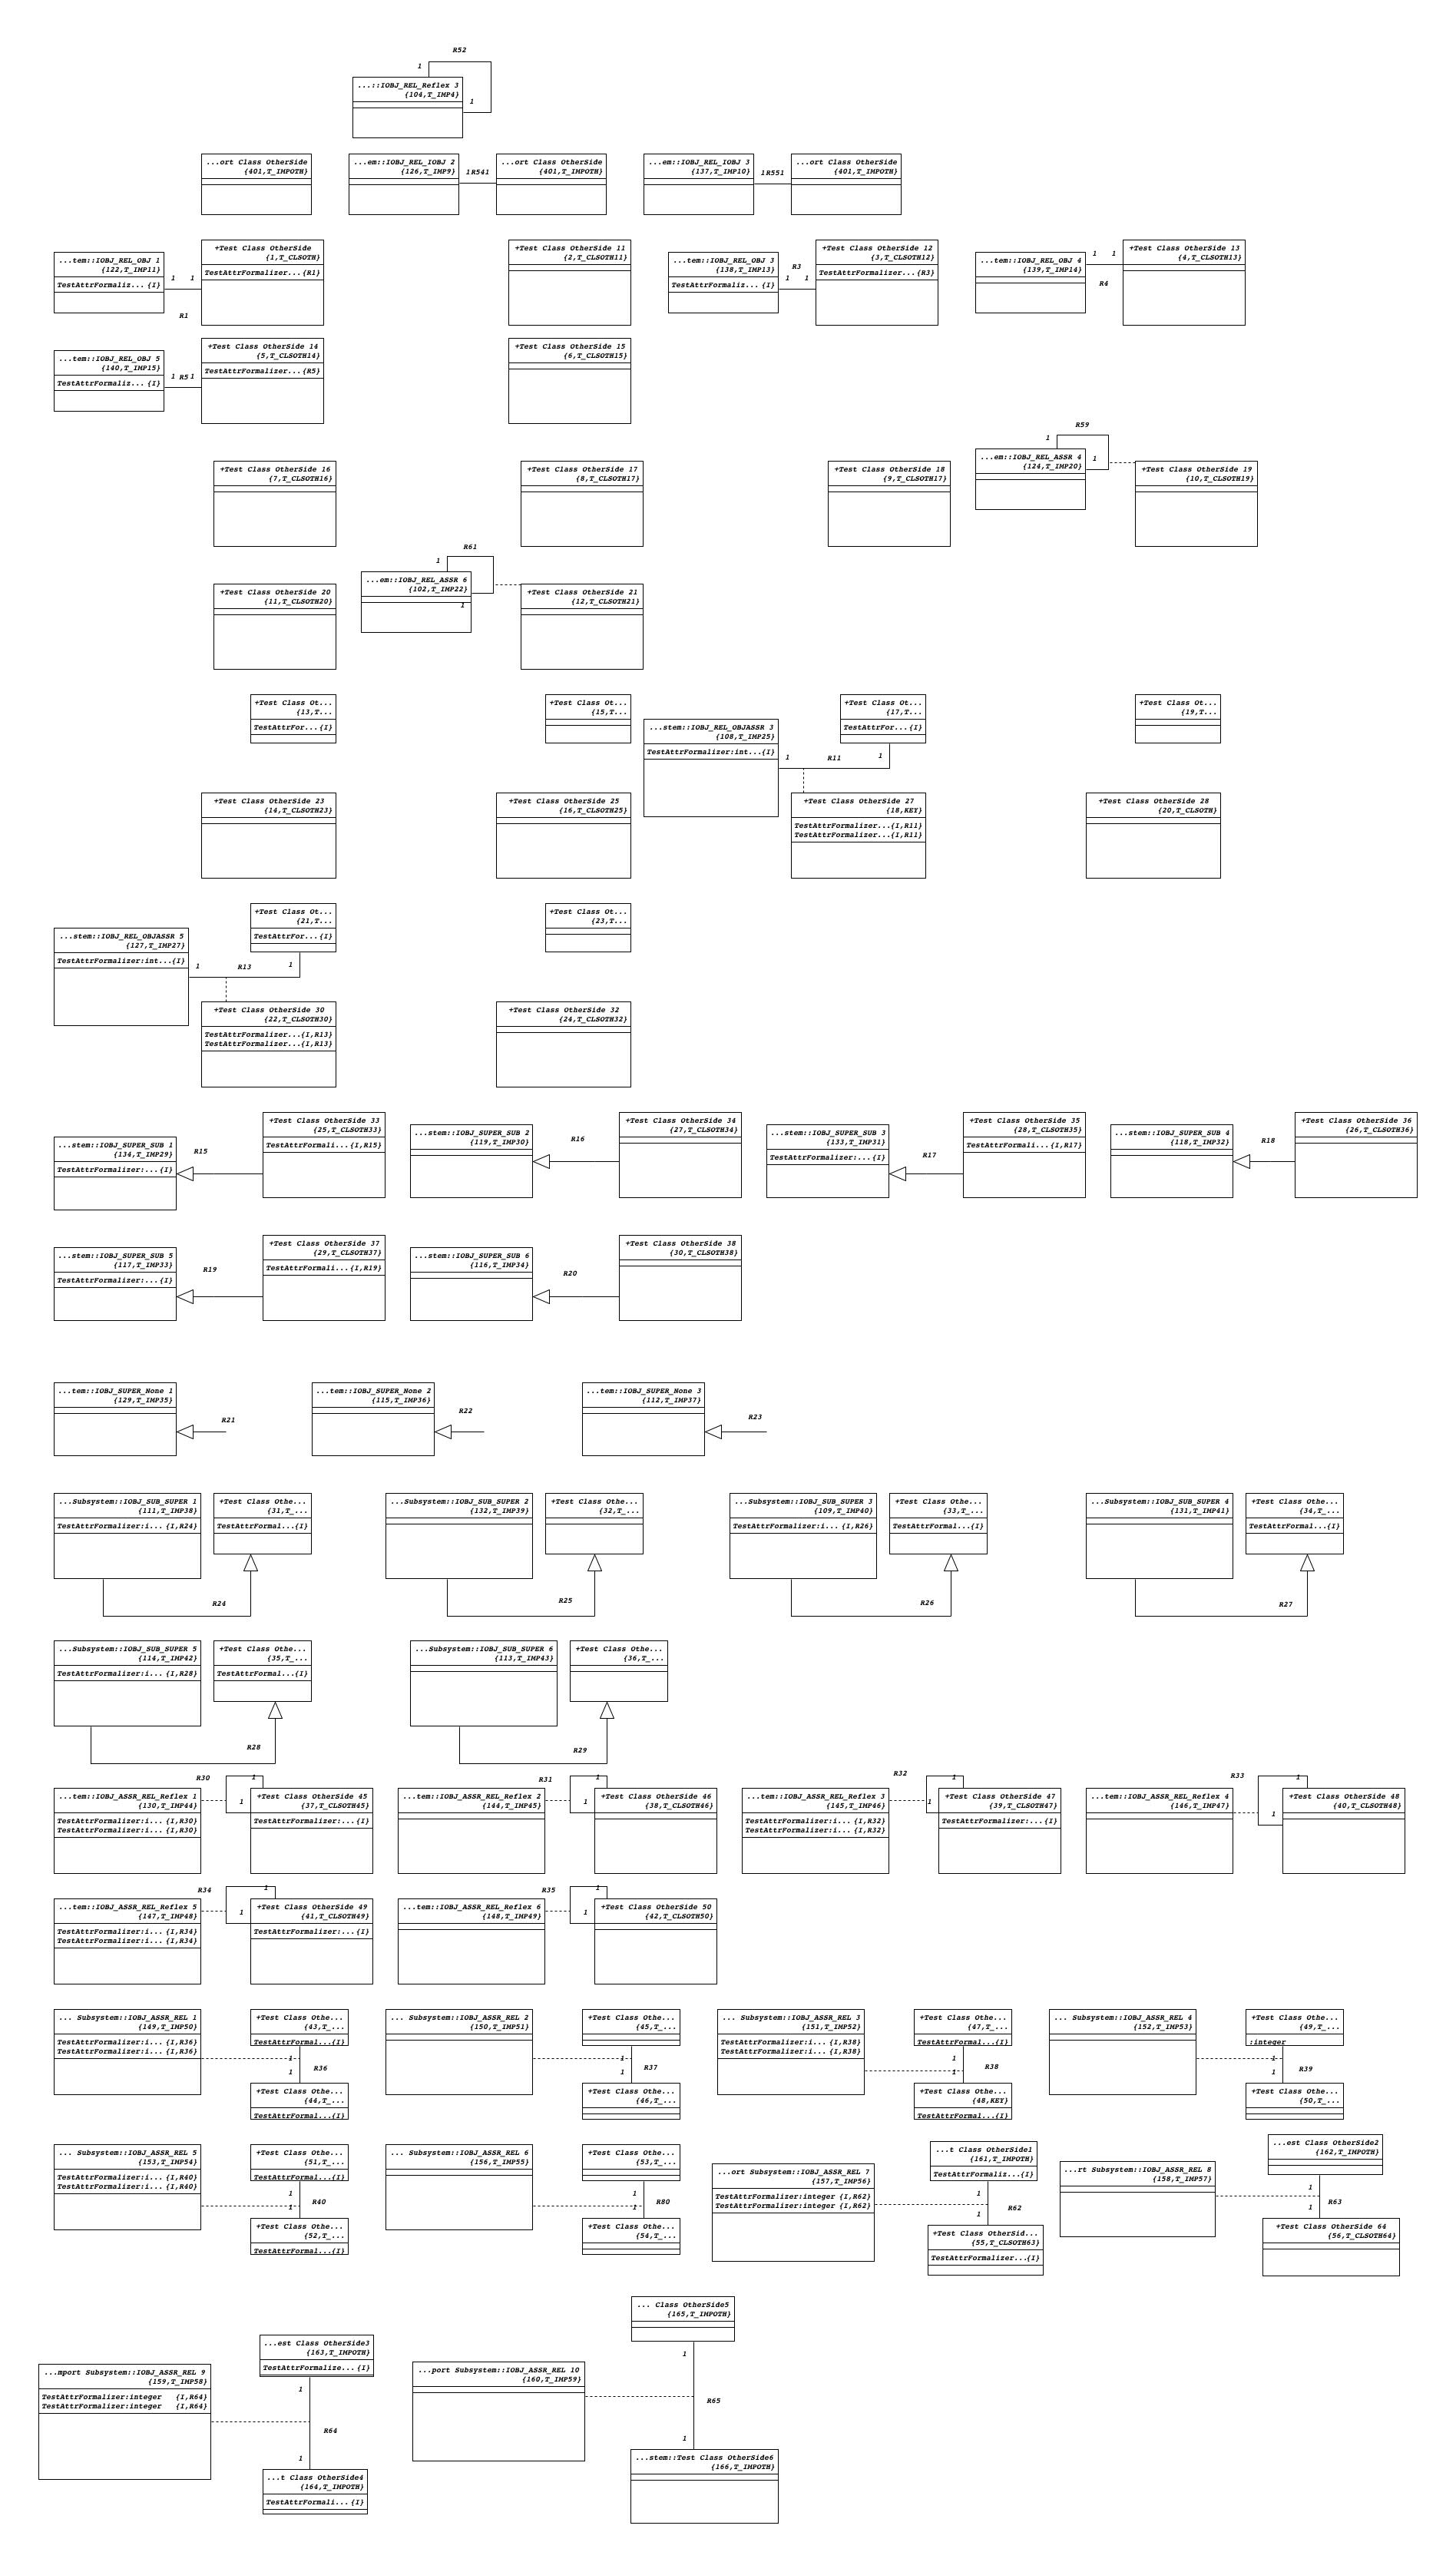 R52
1
...::IOBJ_REL_Reflex 3
{104,T_IMP4}
1
...ort Class OtherSide
{401,T_IMPOTH}
...em::IOBJ_REL_IOBJ 2
{126,T_IMP9}
1R541
...ort Class OtherSide
{401,T_IMPOTH}
...em::IOBJ_REL_IOBJ 3
{137,T_IMP10}
1R551
...ort Class OtherSide
{401,T_IMPOTH}
...tem::IOBJ_REL_OBJ 1
{122,T_IMP11}
TestAttrFormaliz... {I}
1 1
R1
+Test Class OtherSide
{1,T_CLSOTH}
TestAttrFormalizer... {R1}
+Test Class OtherSide 11
{2,T_CLSOTH11}
...tem::IOBJ_REL_OBJ 3
{138,T_IMP13}
TestAttrFormaliz... {I}
R3
1 1
+Test Class OtherSide 12
{3,T_CLSOTH12}
TestAttrFormalizer...{R3}
...tem::IOBJ_REL_OBJ 4
{139,T_IMP14}
1 1
R4
+Test Class OtherSide 13
{4,T_CLSOTH13}
...tem::IOBJ_REL_OBJ 5
{140,T_IMP15}
TestAttrFormaliz... {I}
1 R5 1
+Test Class OtherSide 14
{5,T_CLSOTH14}
TestAttrFormalizer... {R5}
+Test Class OtherSide 15
{6,T_CLSOTH15}
+Test Class OtherSide 16
{7,T_CLSOTH16}
+Test Class OtherSide 17
{8,T_CLSOTH17}
+Test Class OtherSide 18
{9,T_CLSOTH17}
R59
1
...em::IOBJ_REL_ASSR 4
{124,T_IMP20}
1
+Test Class OtherSide 19
{10,T_CLSOTH19}
+Test Class OtherSide 20
{11,T_CLSOTH20}
R61
1
...em::IOBJ_REL_ASSR 6
{102,T_IMP22}
1
+Test Class OtherSide 21
{12,T_CLSOTH21}
+Test Class Ot...
{13,T...
TestAttrFor...{I}
+Test Class Ot...
{15,T...
...stem::IOBJ_REL_OBJASSR 3
{108,T_IMP25}
TestAttrFormalizer:int...{I}
+Test Class Ot...
{17,T...
TestAttrFor...{I}
1 R11 1
+Test Class Ot...
{19,T...
+Test Class OtherSide 23
{14,T_CLSOTH23}
+Test Class OtherSide 25
{16,T_CLSOTH25}
+Test Class OtherSide 27
{18,KEY}
TestAttrFormalizer...{I,R11}
TestAttrFormalizer...{I,R11}
+Test Class OtherSide 28
{20,T_CLSOTH}
...stem::IOBJ_REL_OBJASSR 5
{127,T_IMP27}
TestAttrFormalizer:int...{I}
+Test Class Ot...
{21,T...
TestAttrFor...{I}
1 R13 1
+Test Class Ot...
{23,T...
+Test Class OtherSide 30
{22,T_CLSOTH30}
TestAttrFormalizer...{I,R13}
TestAttrFormalizer...{I,R13}
+Test Class OtherSide 32
{24,T_CLSOTH32}
...stem::IOBJ_SUPER_SUB 1
{134,T_IMP29}
TestAttrFormalizer:...{I}
R15
+Test Class OtherSide 33
{25,T_CLSOTH33}
TestAttrFormali...{I,R15}
...stem::IOBJ_SUPER_SUB 2
{119,T_IMP30}
R16
+Test Class OtherSide 34
{27,T_CLSOTH34}
...stem::IOBJ_SUPER_SUB 3
{133,T_IMP31}
TestAttrFormalizer:...{I}
R17
+Test Class OtherSide 35
{28,T_CLSOTH35}
TestAttrFormali...{I,R17}
...stem::IOBJ_SUPER_SUB 4
{118,T_IMP32}
R18
+Test Class OtherSide 36
{26,T_CLSOTH36}
...stem::IOBJ_SUPER_SUB 5
{117,T_IMP33}
TestAttrFormalizer:...{I}
R19
+Test Class OtherSide 37
{29,T_CLSOTH37}
TestAttrFormali...{I,R19}
...stem::IOBJ_SUPER_SUB 6
{116,T_IMP34}
R20
+Test Class OtherSide 38
{30,T_CLSOTH38}
...tem::IOBJ_SUPER_None 1
{129,T_IMP35}
R21
...tem::IOBJ_SUPER_None 2
{115,T_IMP36}
R22
...tem::IOBJ_SUPER_None 3
{112,T_IMP37}
R23
...Subsystem::IOBJ_SUB_SUPER 1
{111,T_IMP38}
TestAttrFormalizer:i... {I,R24}
+Test Class Othe...
{31,T_...
TestAttrFormal...{I}
R24
...Subsystem::IOBJ_SUB_SUPER 2
{132,T_IMP39}
+Test Class Othe...
{32,T_...
R25
...Subsystem::IOBJ_SUB_SUPER 3
{109,T_IMP40}
TestAttrFormalizer:i... {I,R26}
+Test Class Othe...
{33,T_...
TestAttrFormal...{I}
R26
...Subsystem::IOBJ_SUB_SUPER 4
{131,T_IMP41}
+Test Class Othe...
{34,T_...
TestAttrFormal...{I}
R27
...Subsystem::IOBJ_SUB_SUPER 5
{114,T_IMP42}
TestAttrFormalizer:i... {I,R28}
+Test Class Othe...
{35,T_...
TestAttrFormal...{I}
R28
...Subsystem::IOBJ_SUB_SUPER 6
{113,T_IMP43}
+Test Class Othe...
{36,T_...
R29
R30
...tem::IOBJ_ASSR_REL_Reflex 1
{130,T_IMP44}
TestAttrFormalizer:i... {I,R30}
TestAttrFormalizer:i... {I,R30}
1
1
+Test Class OtherSide 45
{37,T_CLSOTH45}
TestAttrFormalizer:...{I}
R31
...tem::IOBJ_ASSR_REL_Reflex 2
{144,T_IMP45}
1
1
+Test Class OtherSide 46
{38,T_CLSOTH46}
R32
...tem::IOBJ_ASSR_REL_Reflex 3
{145,T_IMP46}
TestAttrFormalizer:i... {I,R32}
TestAttrFormalizer:i... {I,R32}
1
1
+Test Class OtherSide 47
{39,T_CLSOTH47}
TestAttrFormalizer:...{I}
R33
...tem::IOBJ_ASSR_REL_Reflex 4
{146,T_IMP47}
1
1
+Test Class OtherSide 48
{40,T_CLSOTH48}
R34
...tem::IOBJ_ASSR_REL_Reflex 5
{147,T_IMP48}
TestAttrFormalizer:i... {I,R34}
TestAttrFormalizer:i... {I,R34}
1
1
+Test Class OtherSide 49
{41,T_CLSOTH49}
TestAttrFormalizer:...{I}
R35
...tem::IOBJ_ASSR_REL_Reflex 6
{148,T_IMP49}
1
1
+Test Class OtherSide 50
{42,T_CLSOTH50}
... Subsystem::IOBJ_ASSR_REL 1
{149,T_IMP50}
TestAttrFormalizer:i... {I,R36}
TestAttrFormalizer:i... {I,R36}
+Test Class Othe...
{43,T_...
TestAttrFormal...{I}
1
1
R36
+Test Class Othe...
{44,T_...
TestAttrFormal...{I}
... Subsystem::IOBJ_ASSR_REL 2
{150,T_IMP51}
+Test Class Othe...
{45,T_...
1
1
R37
+Test Class Othe...
{46,T_...
... Subsystem::IOBJ_ASSR_REL 3
{151,T_IMP52}
TestAttrFormalizer:i... {I,R38}
TestAttrFormalizer:i... {I,R38}
+Test Class Othe...
{47,T_...
TestAttrFormal...{I}
1
1
R38
+Test Class Othe...
{48,KEY}
TestAttrFormal...{I}
... Subsystem::IOBJ_ASSR_REL 4
{152,T_IMP53}
+Test Class Othe...
{49,T_...
:integer
1
1
R39
+Test Class Othe...
{50,T_...
... Subsystem::IOBJ_ASSR_REL 5
{153,T_IMP54}
TestAttrFormalizer:i... {I,R40}
TestAttrFormalizer:i... {I,R40}
+Test Class Othe...
{51,T_...
TestAttrFormal...{I}
1
1
R40
+Test Class Othe...
{52,T_...
TestAttrFormal...{I}
... Subsystem::IOBJ_ASSR_REL 6
{156,T_IMP55}
+Test Class Othe...
{53,T_...
1
1
R80
+Test Class Othe...
{54,T_...
...ort Subsystem::IOBJ_ASSR_REL 7
{157,T_IMP56}
TestAttrFormalizer:integer {I,R62}
TestAttrFormalizer:integer {I,R62}
...t Class OtherSide1
{161,T_IMPOTH}
TestAttrFormaliz...{I}
1
R62
1
+Test Class OtherSid...
{55,T_CLSOTH63}
TestAttrFormalizer...{I}
...rt Subsystem::IOBJ_ASSR_REL 8
{158,T_IMP57}
...est Class OtherSide2
{162,T_IMPOTH}
1
R63
1
+Test Class OtherSide 64
{56,T_CLSOTH64}
...mport Subsystem::IOBJ_ASSR_REL 9
{159,T_IMP58}
TestAttrFormalizer:integer {I,R64}
TestAttrFormalizer:integer {I,R64}
...est Class OtherSide3
{163,T_IMPOTH}
TestAttrFormalize... {I}
1
R64
1
...t Class OtherSide4
{164,T_IMPOTH}
TestAttrFormali... {I}
...port Subsystem::IOBJ_ASSR_REL 10
{160,T_IMP59}
... Class OtherSide5
{165,T_IMPOTH}
1
R65
1
...stem::Test Class OtherSide6
{166,T_IMPOTH}